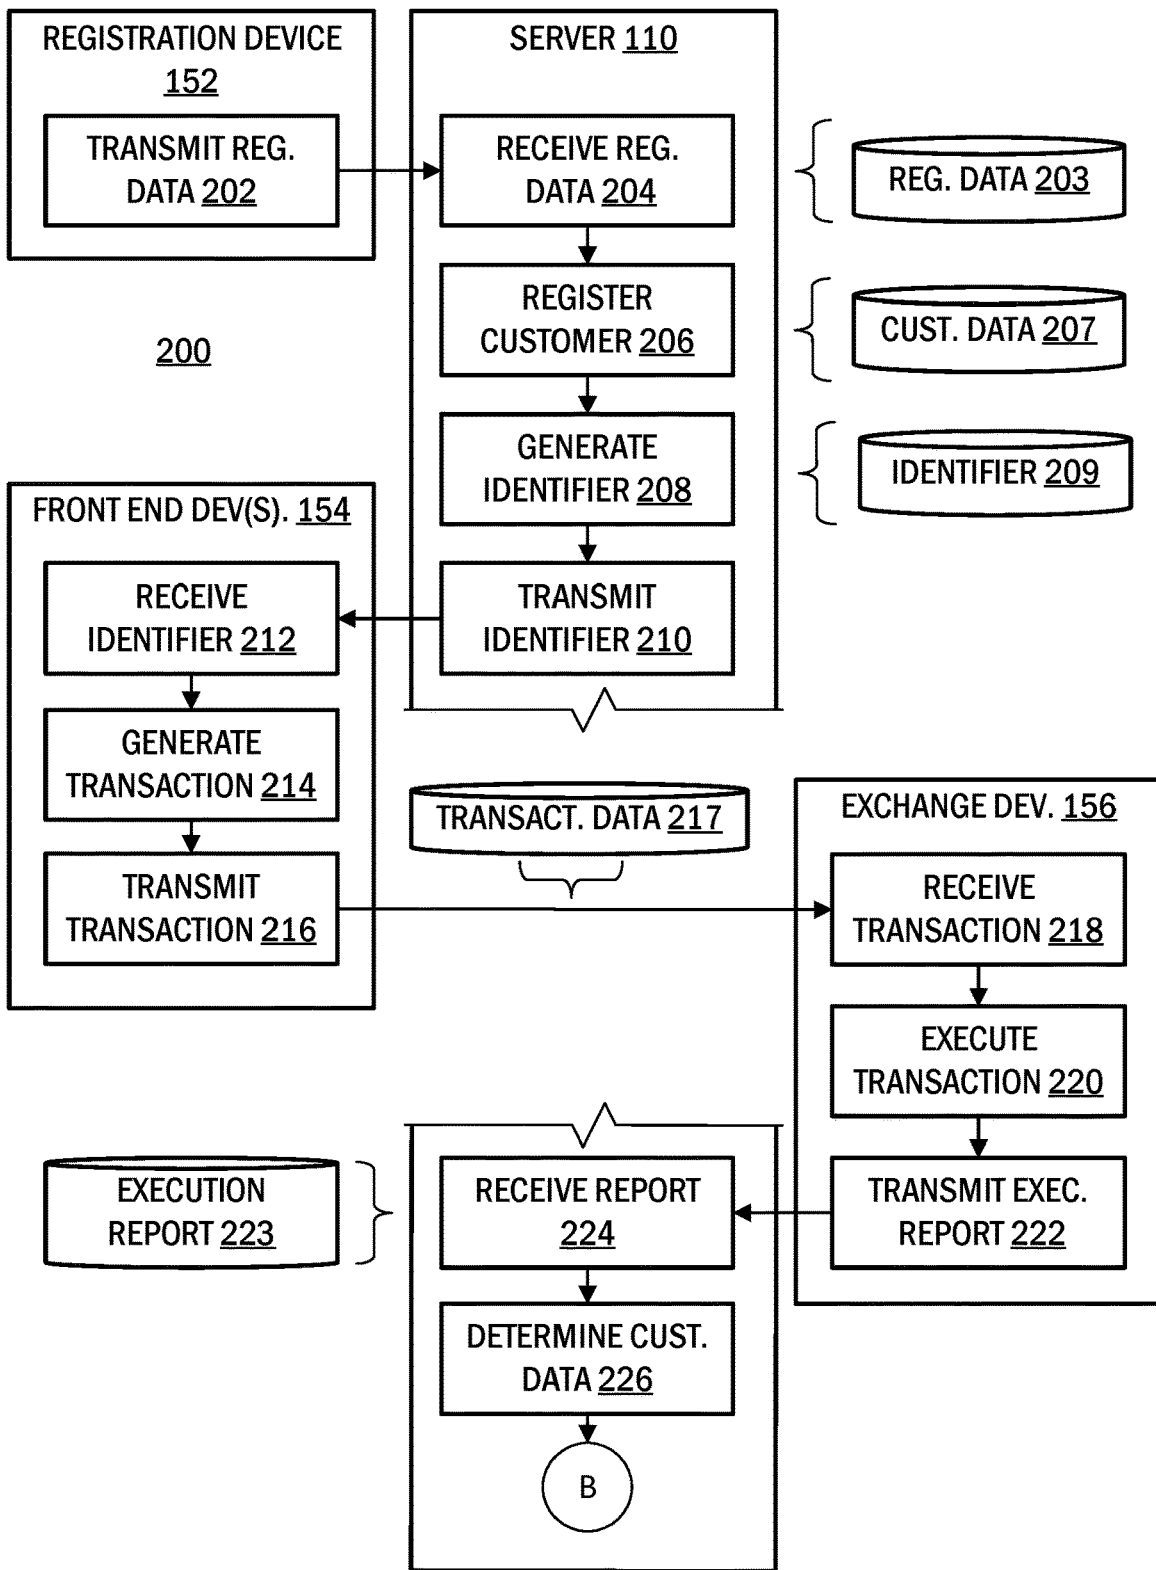 REGISTRATION DEVICE
152
TRANSMIT REG.
DATA 202
SERVER 110
RECEIVE REG.
DATA 204
REG. DATA 203
REGISTER
CUSTOMER 206
CUST. DATA 207
200
GENERATE
IDENTIFIER 208
IDENTIFIER 209
FRONT END DEV(S). 154
RECEIVE
IDENTIFIER 212
TRANSMIT
IDENTIFIER 210
GENERATE
TRANSACTION 214
TRANSMIT
TRANSACTION 216
TRANSACT. DATA 217
EXCHANGE DEV. 156
RECEIVE
TRANSACTION 218
EXECUTE
TRANSACTION 220
TRANSMIT EXEC.
REPORT 222
EXECUTION
REPORT 223
RECEIVE REPORT
224
DETERMINE CUST.
DATA 226
B